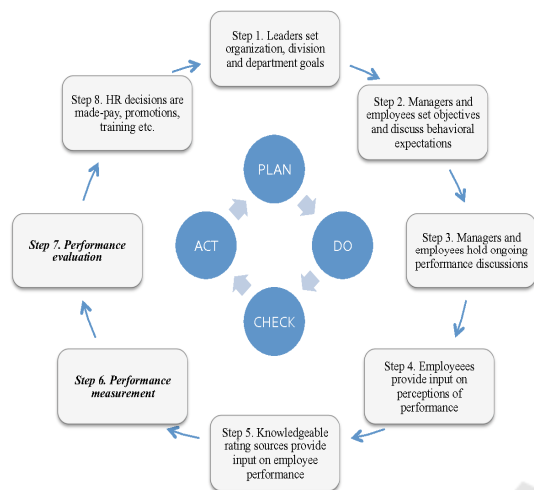 Step 1. Leaders set
organization, division
and department goals
Step 2. Managers and
employees set objectives
and discuss behavioral
expectations
Step 3. Managers and
employees hold ongoing
performance discussions
Step 4. Employeees
provide input on
perceptions of
performance
Step 5. Knowledgeable
rating sources provide
input on employee
performance
Step 6. Performance
measurement
Step 7. Performance
evaluation
Step 8. HR decisions are
made-pay, promotions,
training etc.
PLAN
DO
CHECK
ACT